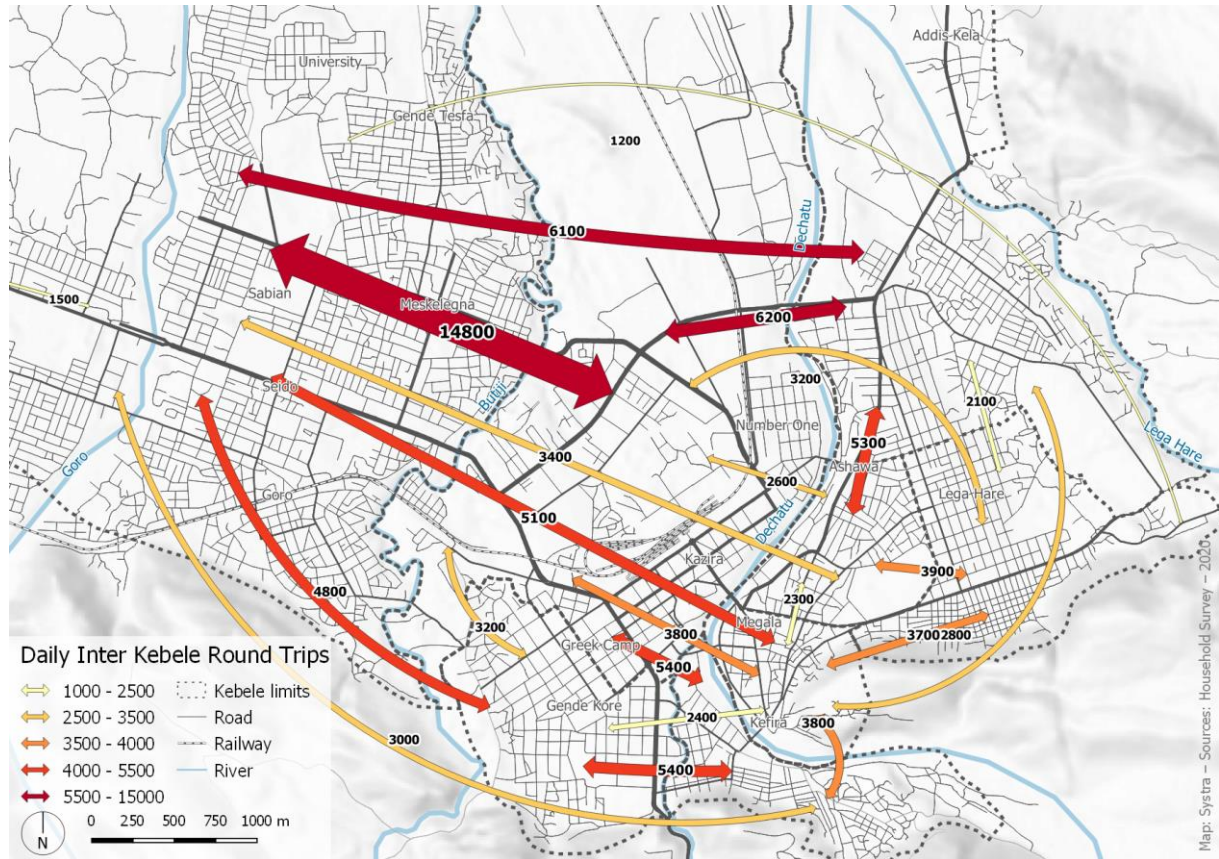 Addis-Kela
University
Gende Tesfa
1200
Dechatu
6100
1500
Sabian
Meskelegna
14800
6200
3200
2100
Seido
Butiji
Number One
Lega Hare
Goro
3400
5300
Ashawa
2600
Goro
Lega-Hare
5100
Dechatu
Kazira
3900
4800
2300
Megala
3200
3800
3700
2800
Greek Camp
5400
Gende Kore
2400
Kefira
3800
3000
5400
Daily Inter Kebele Round Trips
1000 - 2500
2500 - 3500
3500 - 4000
4000 - 5500
5500 - 15000
Kebele limits
Road
Railway
River
N
0 250 500 750 1000 m
Map: Systra – Sources: Household Survey – 2020